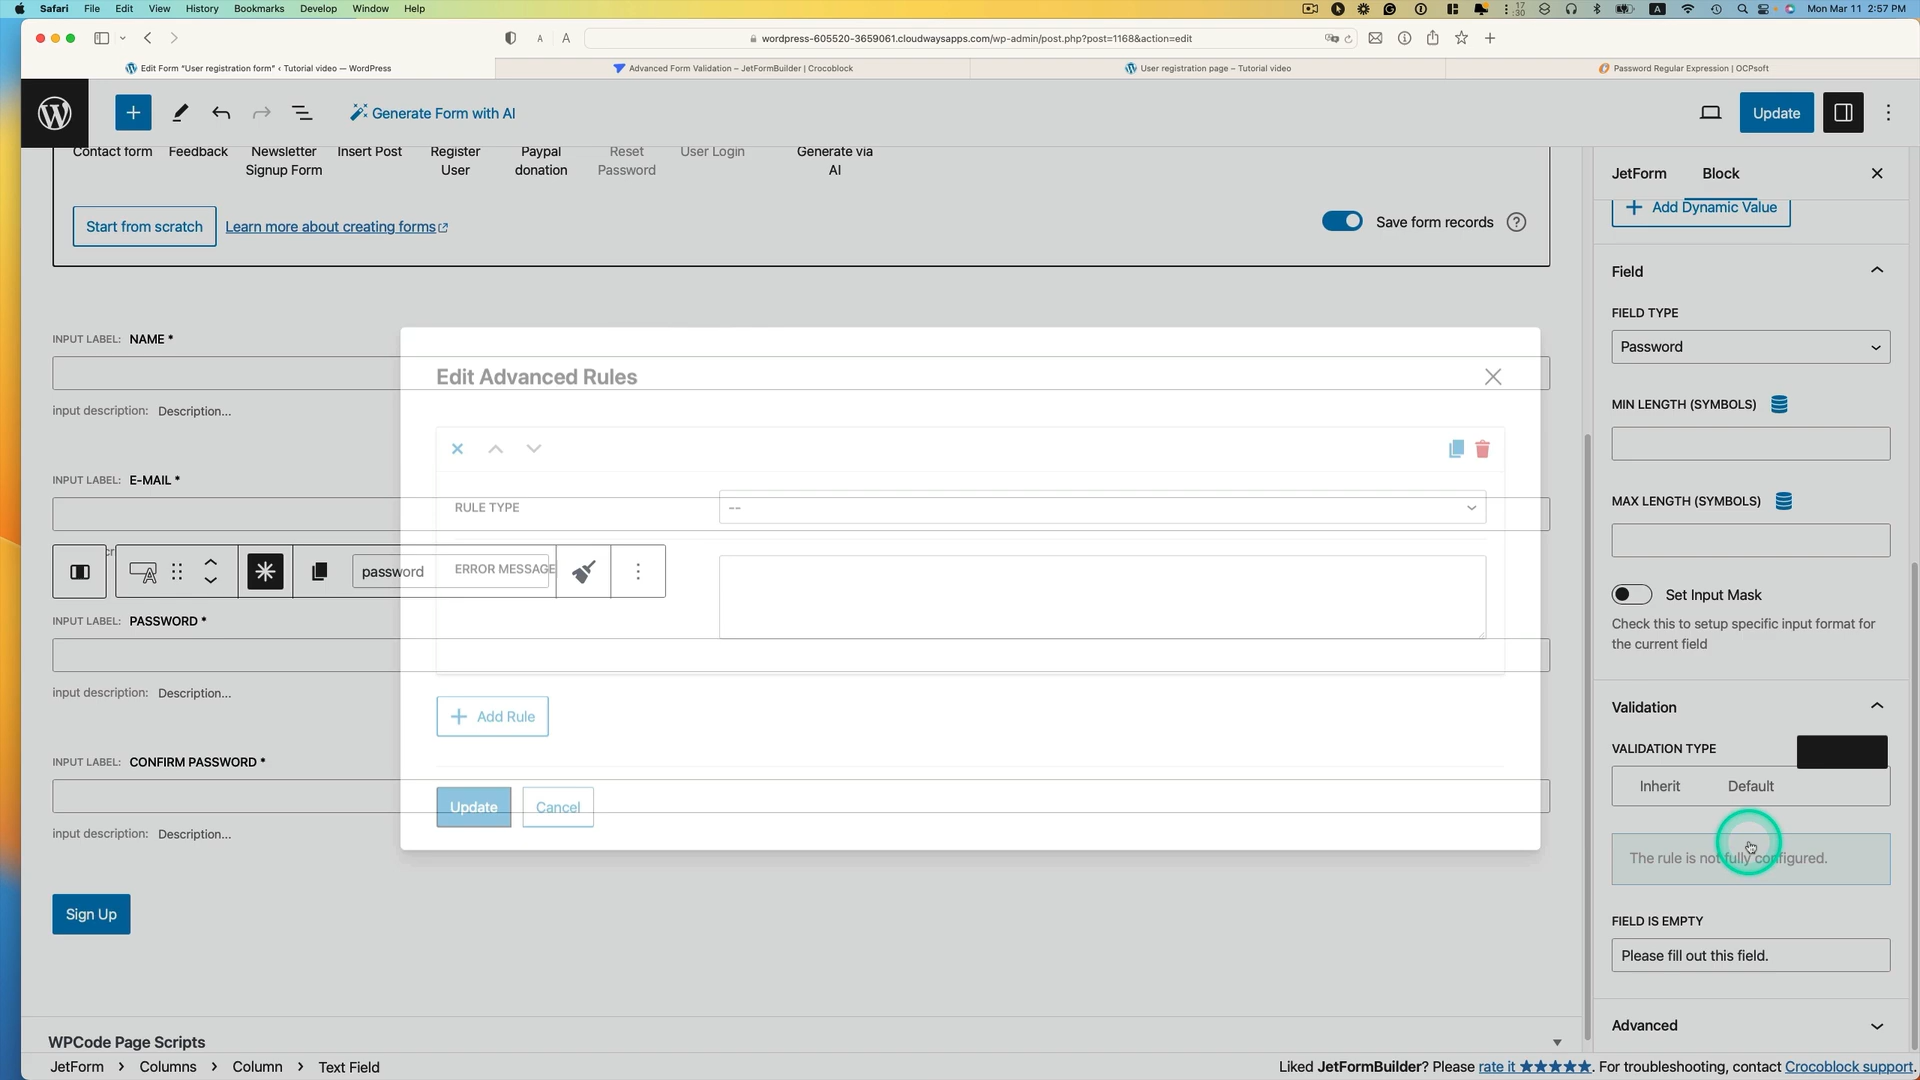 Safari File Edit View History Bookmarks Develop Window Help
17
:30
A
Mon Mar 11 2:57 PM
A A
wordpress-605520-3659061.cloudwaysapps.com/wp-admin/post.php?post=1168&action=edit
Edit Form "User registration form" ‹ Tutorial video — WordPress
Advanced Form Validation – JetFormBuilder | Crocoblock
User registration page – Tutorial video
Password Regular Expression | OCPsoft
Generate Form with AI
Update
Contact form
Feedback
Newsletter
Signup Form
Insert Post
Register
User
Paypal
donation
Reset
Password
User Login
Generate via
AI
Start from scratch
Learn more about creating forms
Save form records
INPUT LABEL: NAME *
input description: Description...
INPUT LABEL: E-MAIL *
password
INPUT LABEL: PASSWORD *
input description: Description...
INPUT LABEL: CONFIRM PASSWORD *
input description: Description...
Sign Up
Edit Advanced Rules
RULE TYPE
--
ERROR MESSAGE
Add Rule
Update
Cancel
JetForm
Block
Add Dynamic Value
Field
FIELD TYPE
Password
MIN LENGTH (SYMBOLS)
MAX LENGTH (SYMBOLS)
Set Input Mask
Check this to setup specific input format for
the current field
Validation
VALIDATION TYPE
Inherit
Default
The rule is not fully configured.
FIELD IS EMPTY
Please fill out this field.
Advanced
WPCode Page Scripts
JetForm > Columns > Column > Text Field
Liked JetFormBuilder? Please rate it ★★★★★. For troubleshooting, contact Crocoblock support.